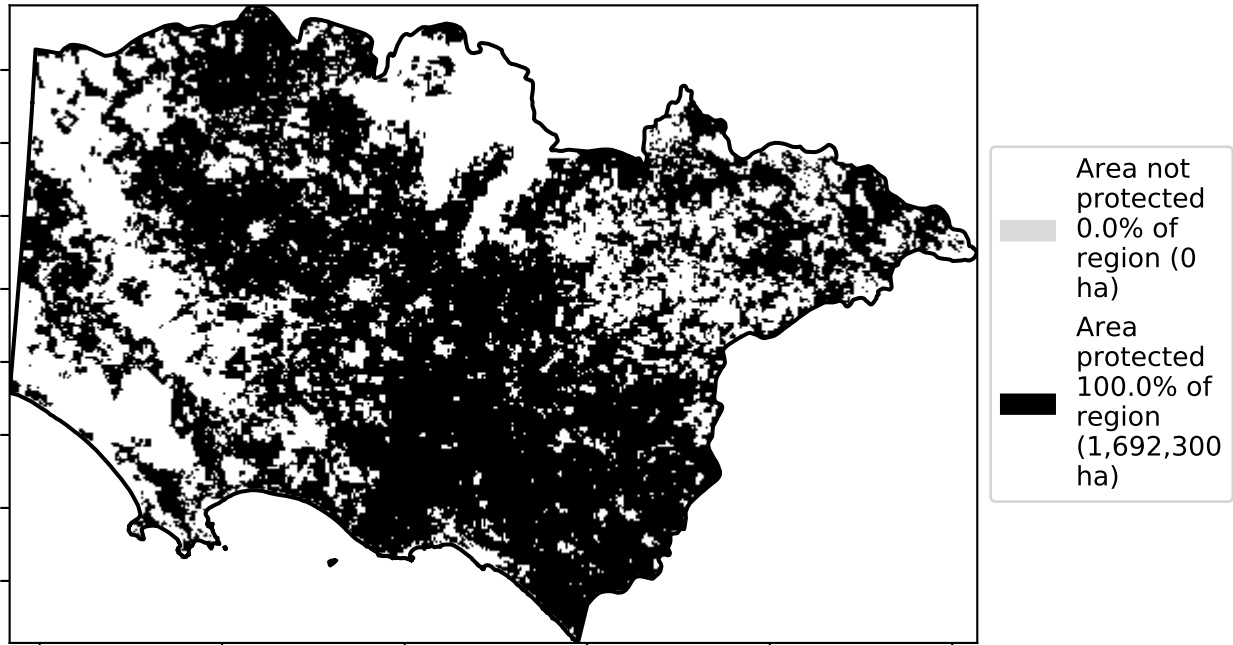 Area not
protected
0.0% of
region (0
ha)
Area
protected
100.0% of
region
(1,692,300
ha)